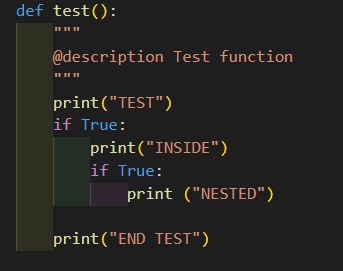 def test():
    """
    @description Test function
    """
    print("TEST")
    if True:
        print("INSIDE")
        if True:
            print ("NESTED")

    print("END TEST")